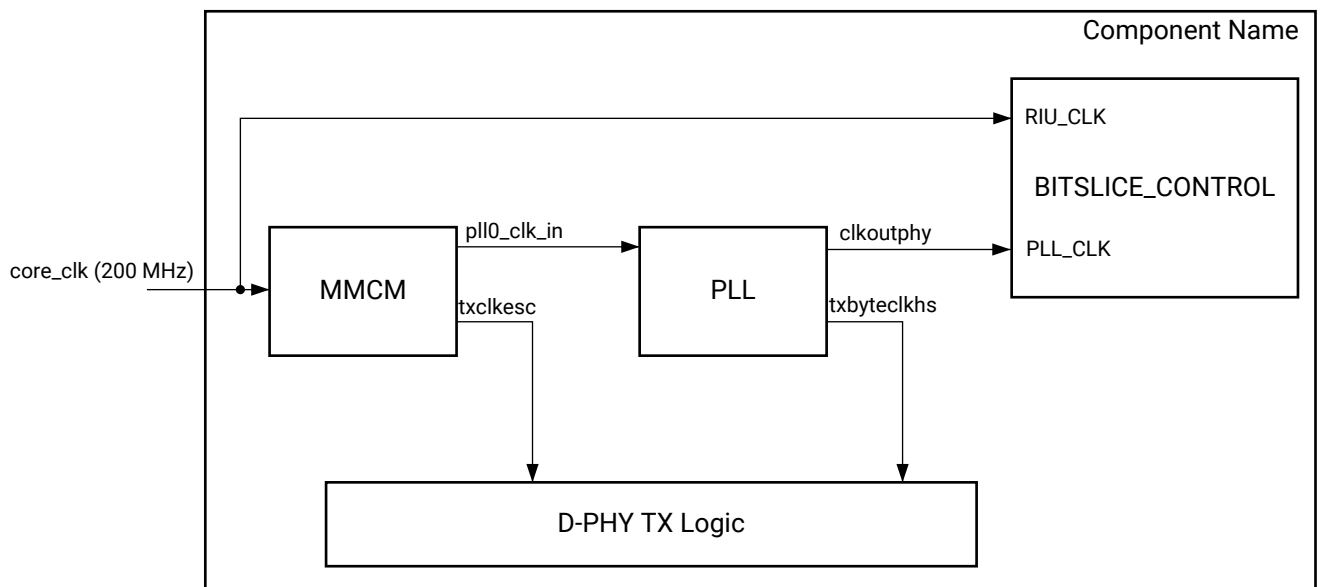 Component Name
RIU_CLK
BITSLICE_CONTROL
pll0_clk_in
clkoutphy
PLL_CLK
core_clk (200 MHz)
MMCM
PLL
txclkesc
txbyteclkhs
D-PHY TX Logic